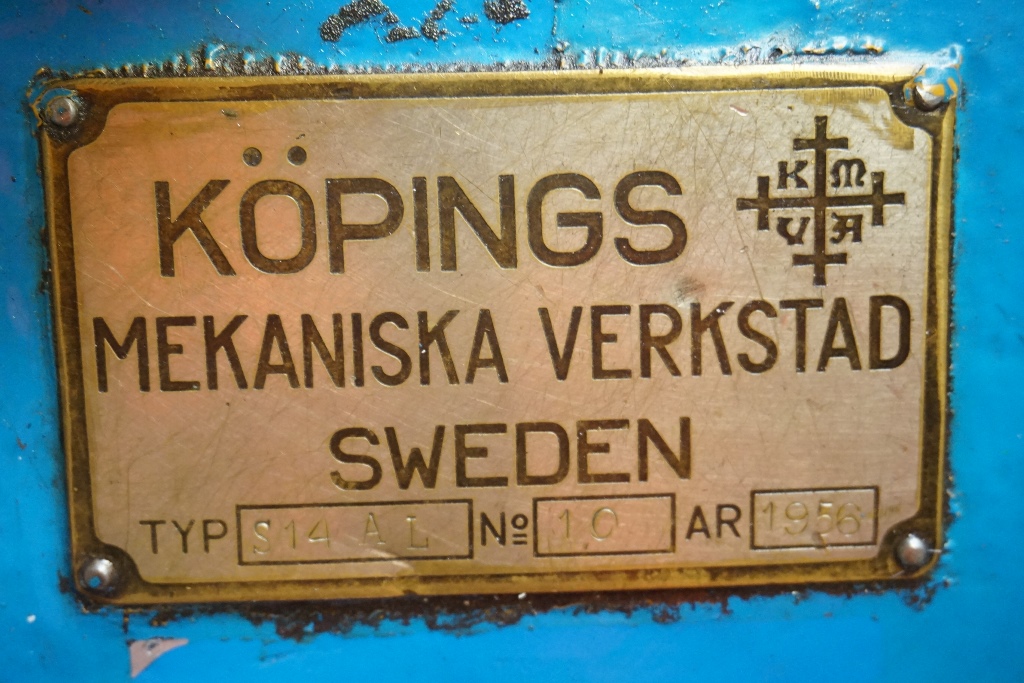 KÖPINGS
K M
V A
MEKANISKA VERKSTAD
SWEDEN
TYP S14 A L Nº 10 AR 1956